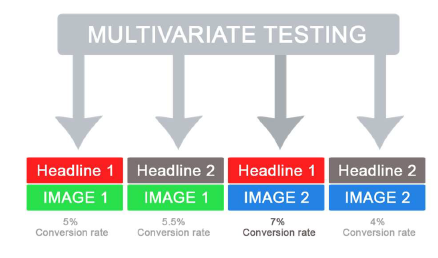 MULTIVARIATE TESTING
Headline 1
IMAGE 1
5%
Conversion rate
Headline 2
IMAGE 1
5.5%
Conversion rate
Headline 1
IMAGE 2
7%
Conversion rate
Headline 2
IMAGE 2
4%
Conversion rate